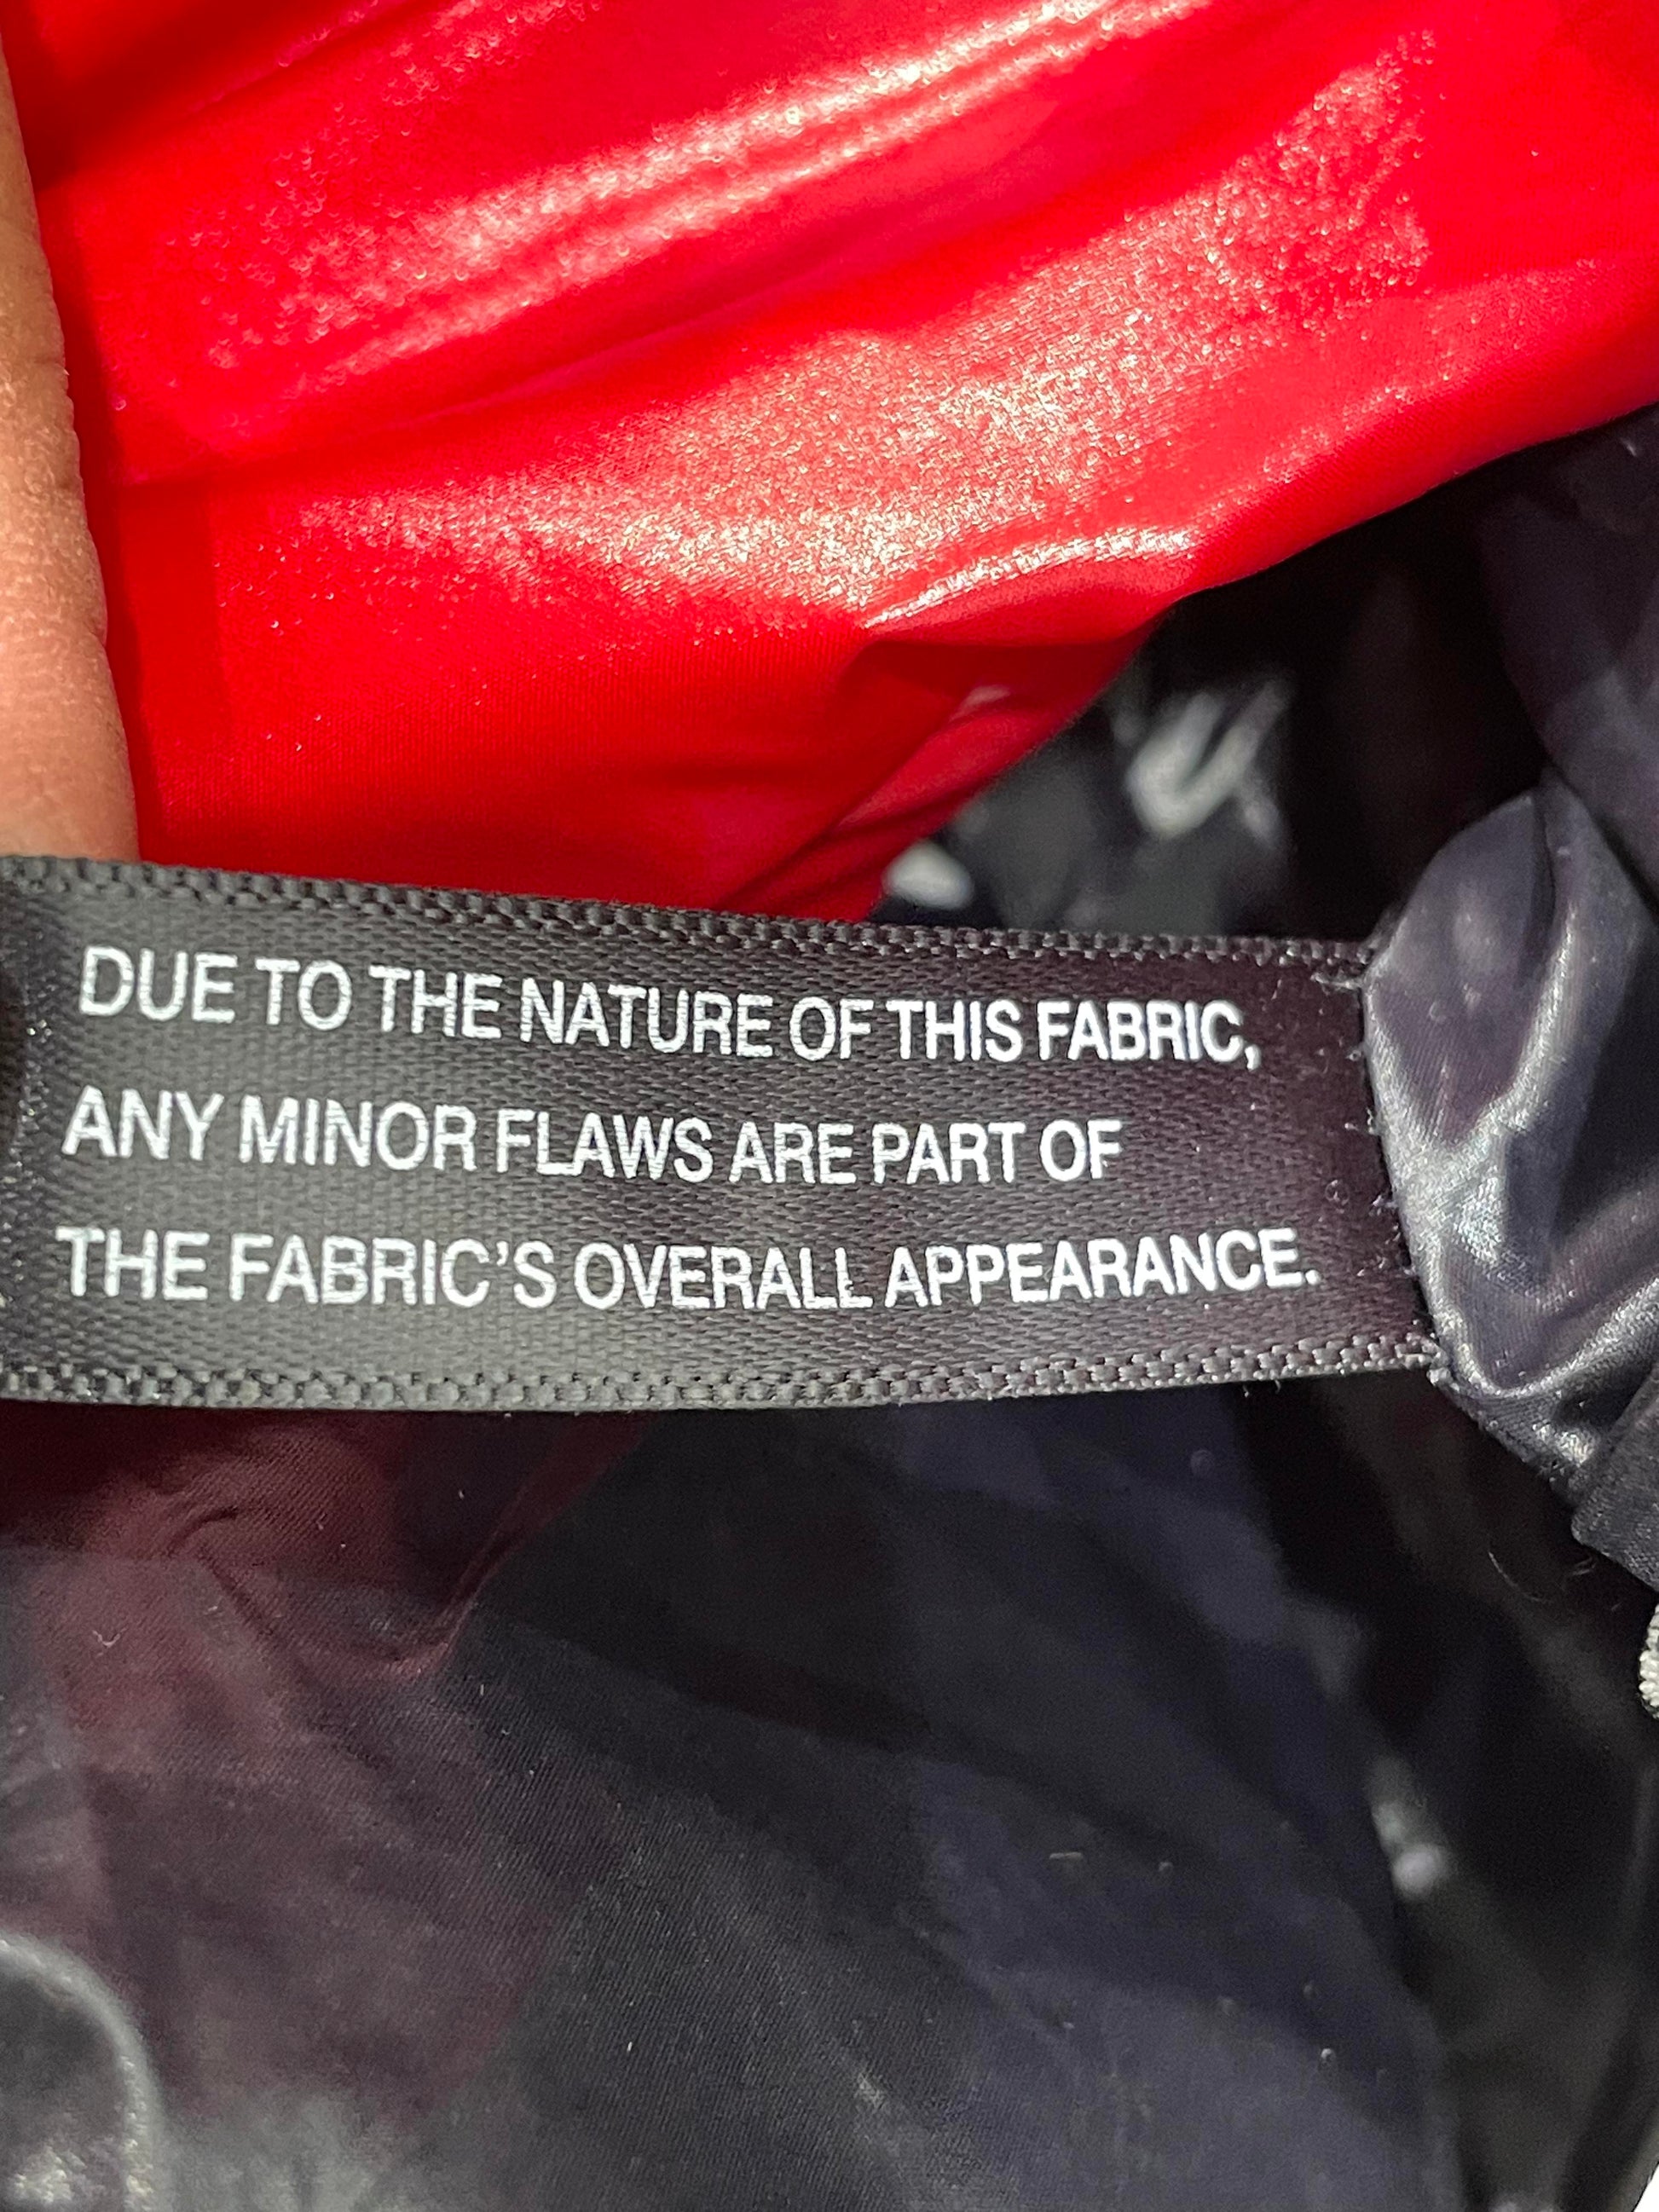 DUE TO THE NATURE OF THIS FABRIC,
ANY MINOR FLAWS ARE PART OF
THE FABRIC'S OVERALL APPEARANCE.